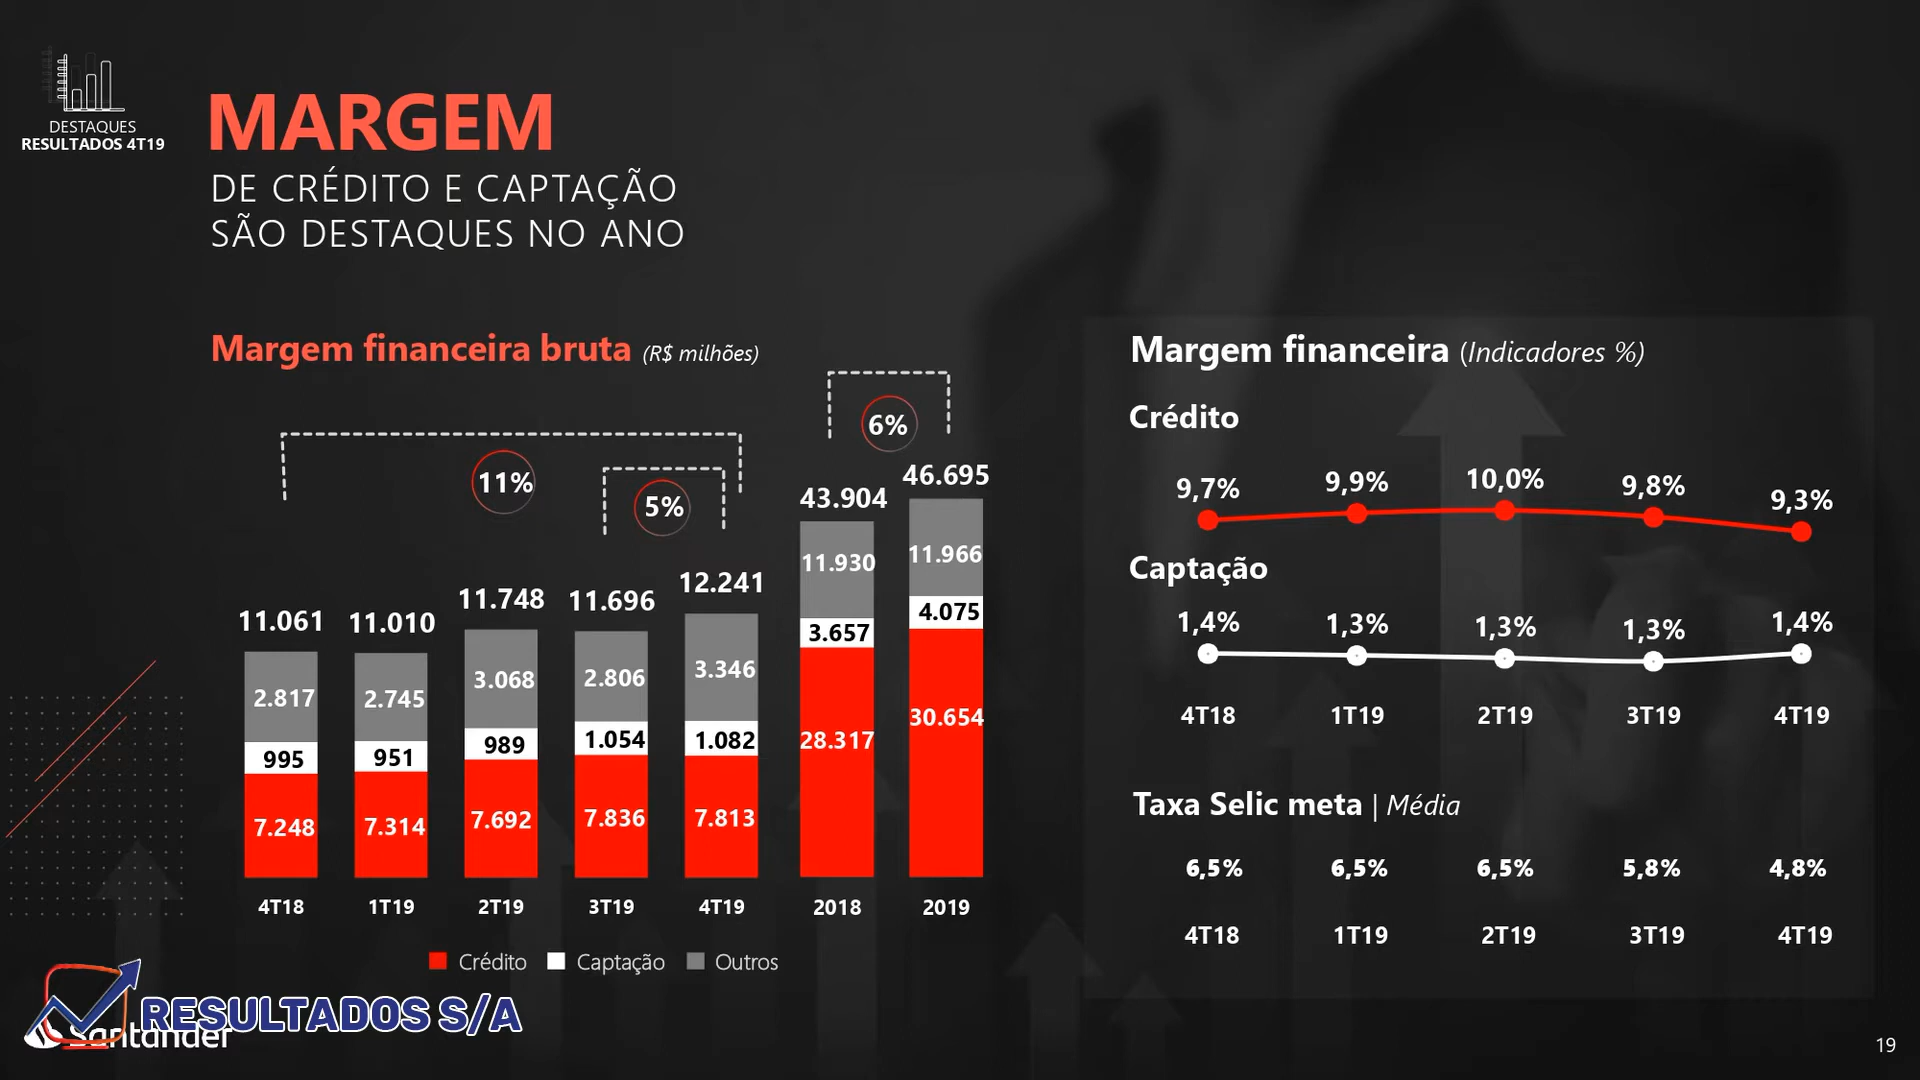 DESTAQUES
RESULTADOS 4T19
MARGEM
DE CRÉDITO E CAPTAÇÃO
SÃO DESTAQUES NO ANO
Margem financeira bruta (R$ milhões)
6%
11%
5%
11.061 11.010 11.748 11.696 12.241 43.904 46.695
2.817 2.745 3.068 2.806 3.346 11.930 11.966
995 951 989 1.054 1.082 3.657 4.075
7.248 7.314 7.692 7.836 7.813 28.317 30.654
4T18 1T19 2T19 3T19 4T19 2018 2019
Crédito Captação Outros
Margem financeira (Indicadores %)
Crédito
9,7% 9,9% 10,0% 9,8% 9,3%
Captação
1,4% 1,3% 1,3% 1,3% 1,4%
4T18 1T19 2T19 3T19 4T19
Taxa Selic meta | Média
6,5% 6,5% 6,5% 5,8% 4,8%
4T18 1T19 2T19 3T19 4T19
RESULTADOS S/A
Santander
19